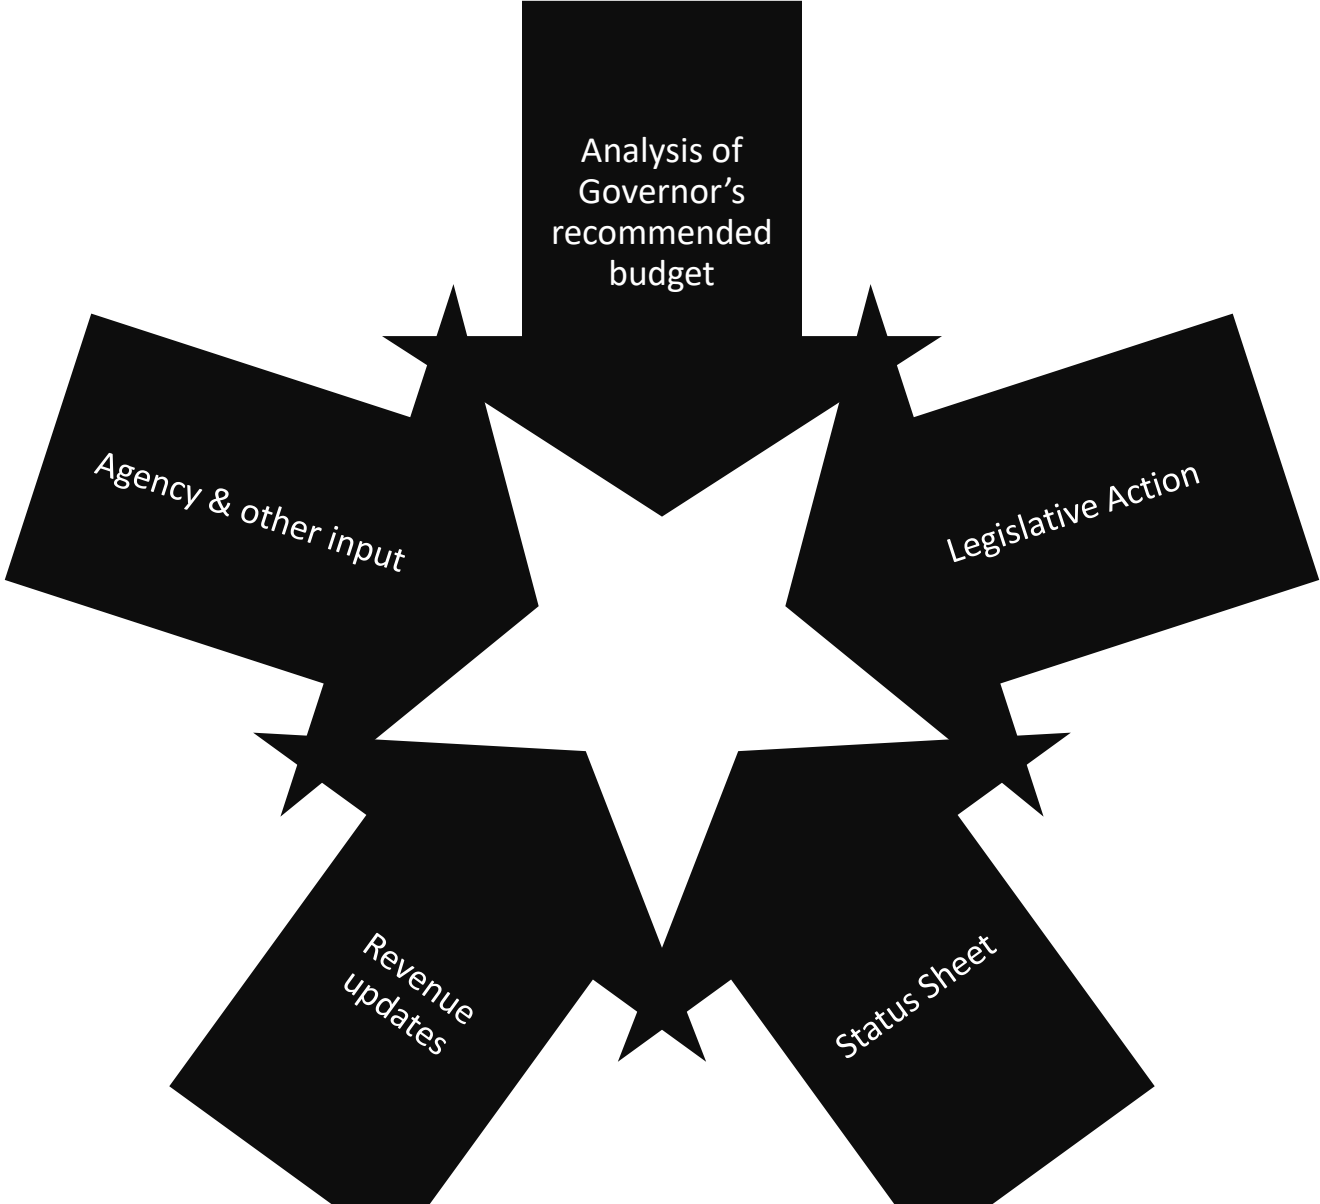 Analysis of
Governor’s
recommended
budget
Agency & other input
Legislative Action
Revenue
updates
Status Sheet